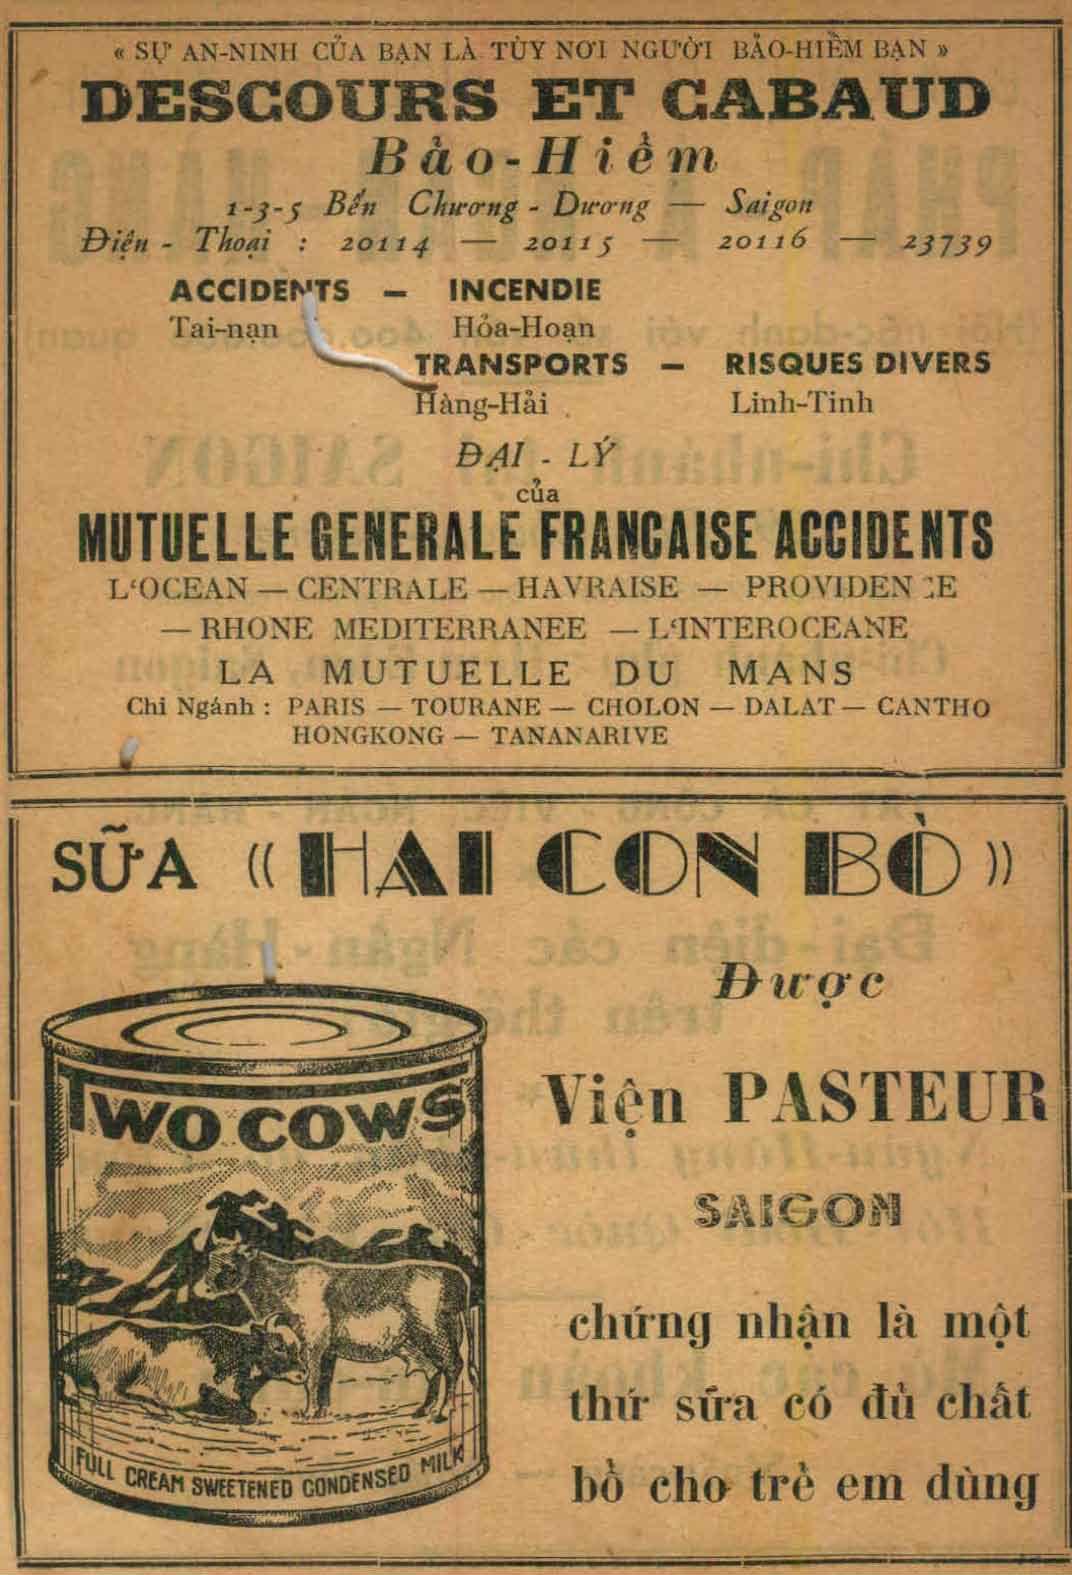 « SỰ AN-NINH CỦA BẠN LÀ TÙY NƠI NGƯỜI BẢO-HIỂM BẠN »
DESCOURS ET CABAUD
Bảo-Hiểm
1-3-5 Bến Chương-Dương — Saigon
Điện-Thoại : 20114 — 20115 — 20116 — 23739
ACCIDENTS — INCENDIE
Tai-nạn Hỏa-Hoạn
TRANSPORTS — RISQUES DIVERS
Hàng-Hải Linh-Tinh
ĐẠI-LÝ
của
MUTUELLE GENERALE FRANCAISE ACCIDENTS
L'OCEAN — CENTRALE — HAVRAISE — PROVIDENCE
— RHONE MEDITERRANEE — L'INTEROCEANE
LA MUTUELLE DU MANS
Chi Ngánh : PARIS — TOURANE — CHOLON — DALAT — CANTHO
HONGKONG — TANANARIVE
SỮA « HAI CON BÒ »
Được
Viện PASTEUR
SAIGON
chứng nhận là một
thứ sữa có đủ chất
bổ cho trẻ em dùng
TWO COWS
FULL CREAM SWEETENED CONDENSED MILK